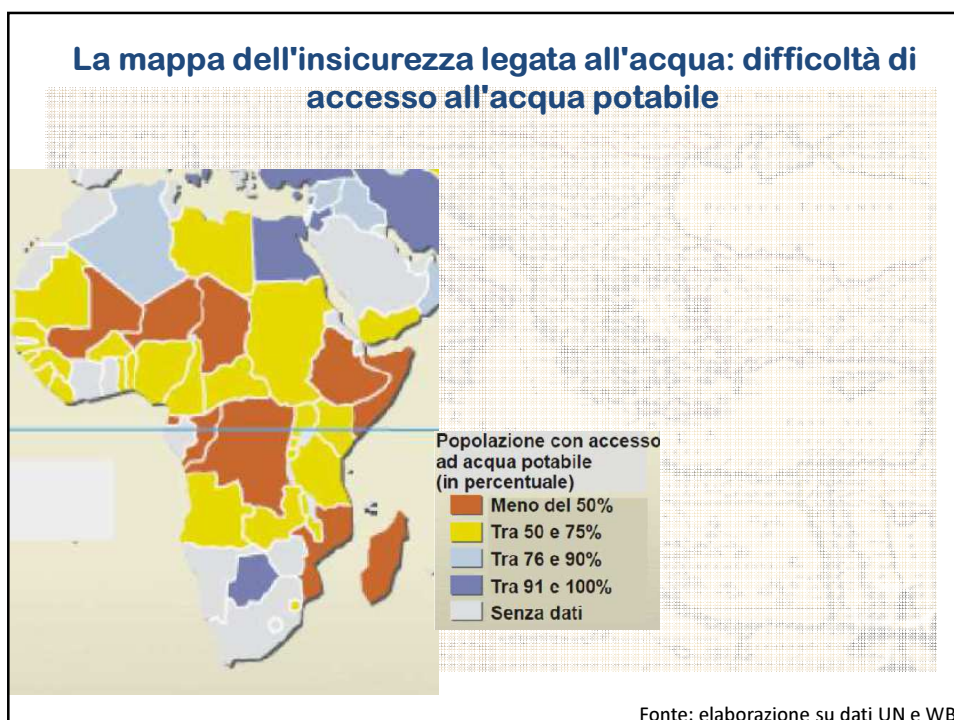 La mappa dell'insicurezza legata all'acqua: difficoltà di
accesso all'acqua potabile
Popolazione con accesso
ad acqua potabile
(in percentuale)
Meno del 50%
Tra 50 e 75%
Tra 76 e 90%
Tra 91 e 100%
Senza dati
Fonte: elaborazione su dati UN e WB